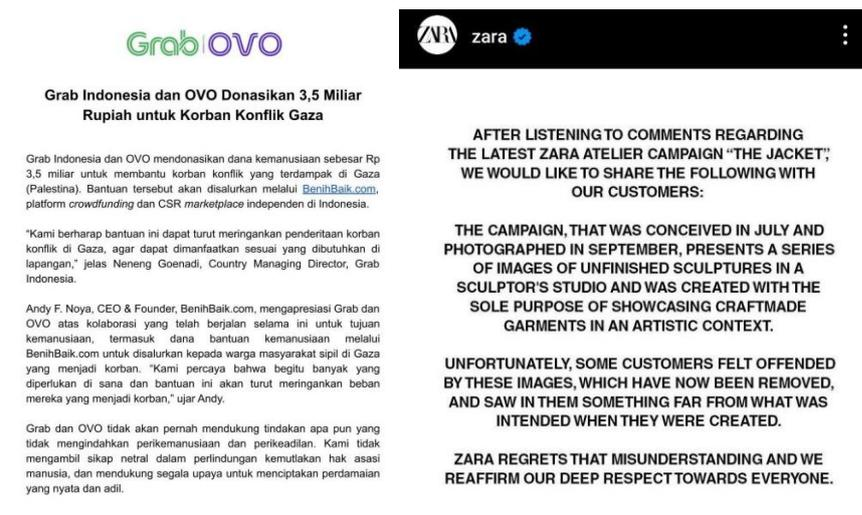 Grab OVO
Grab Indonesia dan OVO Donasikan 3,5 Miliar
Rupiah untuk Korban Konflik Gaza
Grab Indonesia dan OVO mendonasikan dana kemanusiaan sebesar Rp
3,5 miliar untuk membantu korban konflik yang terdampak di Gaza
(Palestina). Bantuan tersebut akan disalurkan melalui BenihBaik.com,
platform crowdfunding dan CSR marketplace independen di Indonesia.
“Kami berharap bantuan ini dapat turut meringankan penderitaan korban
konflik di Gaza, agar dapat dimanfaatkan sesuai yang dibutuhkan di
lapangan,” jelas Neneng Goenadi, Country Managing Director, Grab
Indonesia.
Andy F. Noya, CEO & Founder, BenihBaik.com, mengapresiasi Grab dan
OVO atas kolaborasi yang telah berjalan selama ini untuk tujuan
kemanusiaan, termasuk dana bantuan kemanusiaan melalui
BenihBaik.com untuk disalurkan kepada warga masyarakat sipil di Gaza
yang menjadi korban. “Kami percaya bahwa begitu banyak yang
diperlukan di sana dan bantuan ini akan turut meringankan beban
mereka yang menjadi korban,” ujar Andy.
Grab dan OVO tidak akan pernah mendukung tindakan apa pun yang
tidak mengindahkan perikemanusiaan dan perikeadilan. Kami tidak
mengambil sikap netral dalam perlindungan kemutlakan hak asasi
manusia, dan mendukung segala upaya untuk menciptakan perdamaian
yang nyata dan adil.
ZARA zara
AFTER LISTENING TO COMMENTS REGARDING
THE LATEST ZARA ATELIER CAMPAIGN “THE JACKET”,
WE WOULD LIKE TO SHARE THE FOLLOWING WITH
OUR CUSTOMERS:
THE CAMPAIGN, THAT WAS CONCEIVED IN JULY AND
PHOTOGRAPHED IN SEPTEMBER, PRESENTS A SERIES
OF IMAGES OF UNFINISHED SCULPTURES IN A
SCULPTOR'S STUDIO AND WAS CREATED WITH THE
SOLE PURPOSE OF SHOWCASING CRAFTMADE
GARMENTS IN AN ARTISTIC CONTEXT.
UNFORTUNATELY, SOME CUSTOMERS FELT OFFENDED
BY THESE IMAGES, WHICH HAVE NOW BEEN REMOVED,
AND SAW IN THEM SOMETHING FAR FROM WHAT WAS
INTENDED WHEN THEY WERE CREATED.
ZARA REGRETS THAT MISUNDERSTANDING AND WE
REAFFIRM OUR DEEP RESPECT TOWARDS EVERYONE.